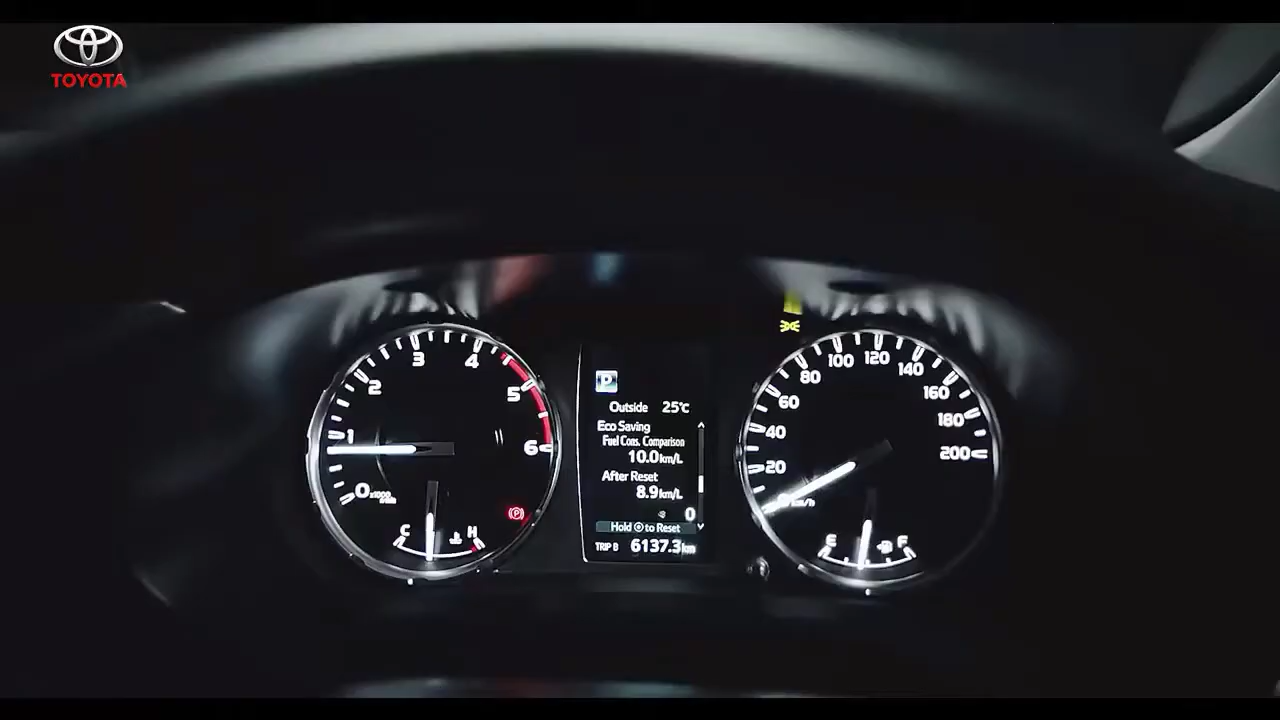 TOYOTA
0
1
2
3
4
5
6
x1000
r/min
C
H
P
Outside 25°C
Eco Saving
Fuel Cons. Comparison
10.0km/L
After Reset
8.9km/L
0
Hold ⊙ to Reset
TRIP B 6137.3km
20
40
60
80
100
120
140
160
180
200
km/h
E
F